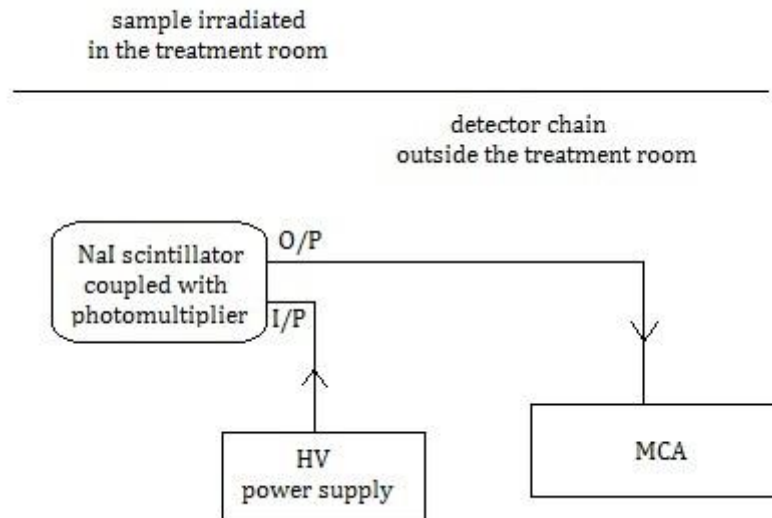 sample irradiated
in the treatment room
detector chain
outside the treatment room
NaI scintillator
coupled with
photomultiplier
O/P
I/P
HV
power supply
MCA